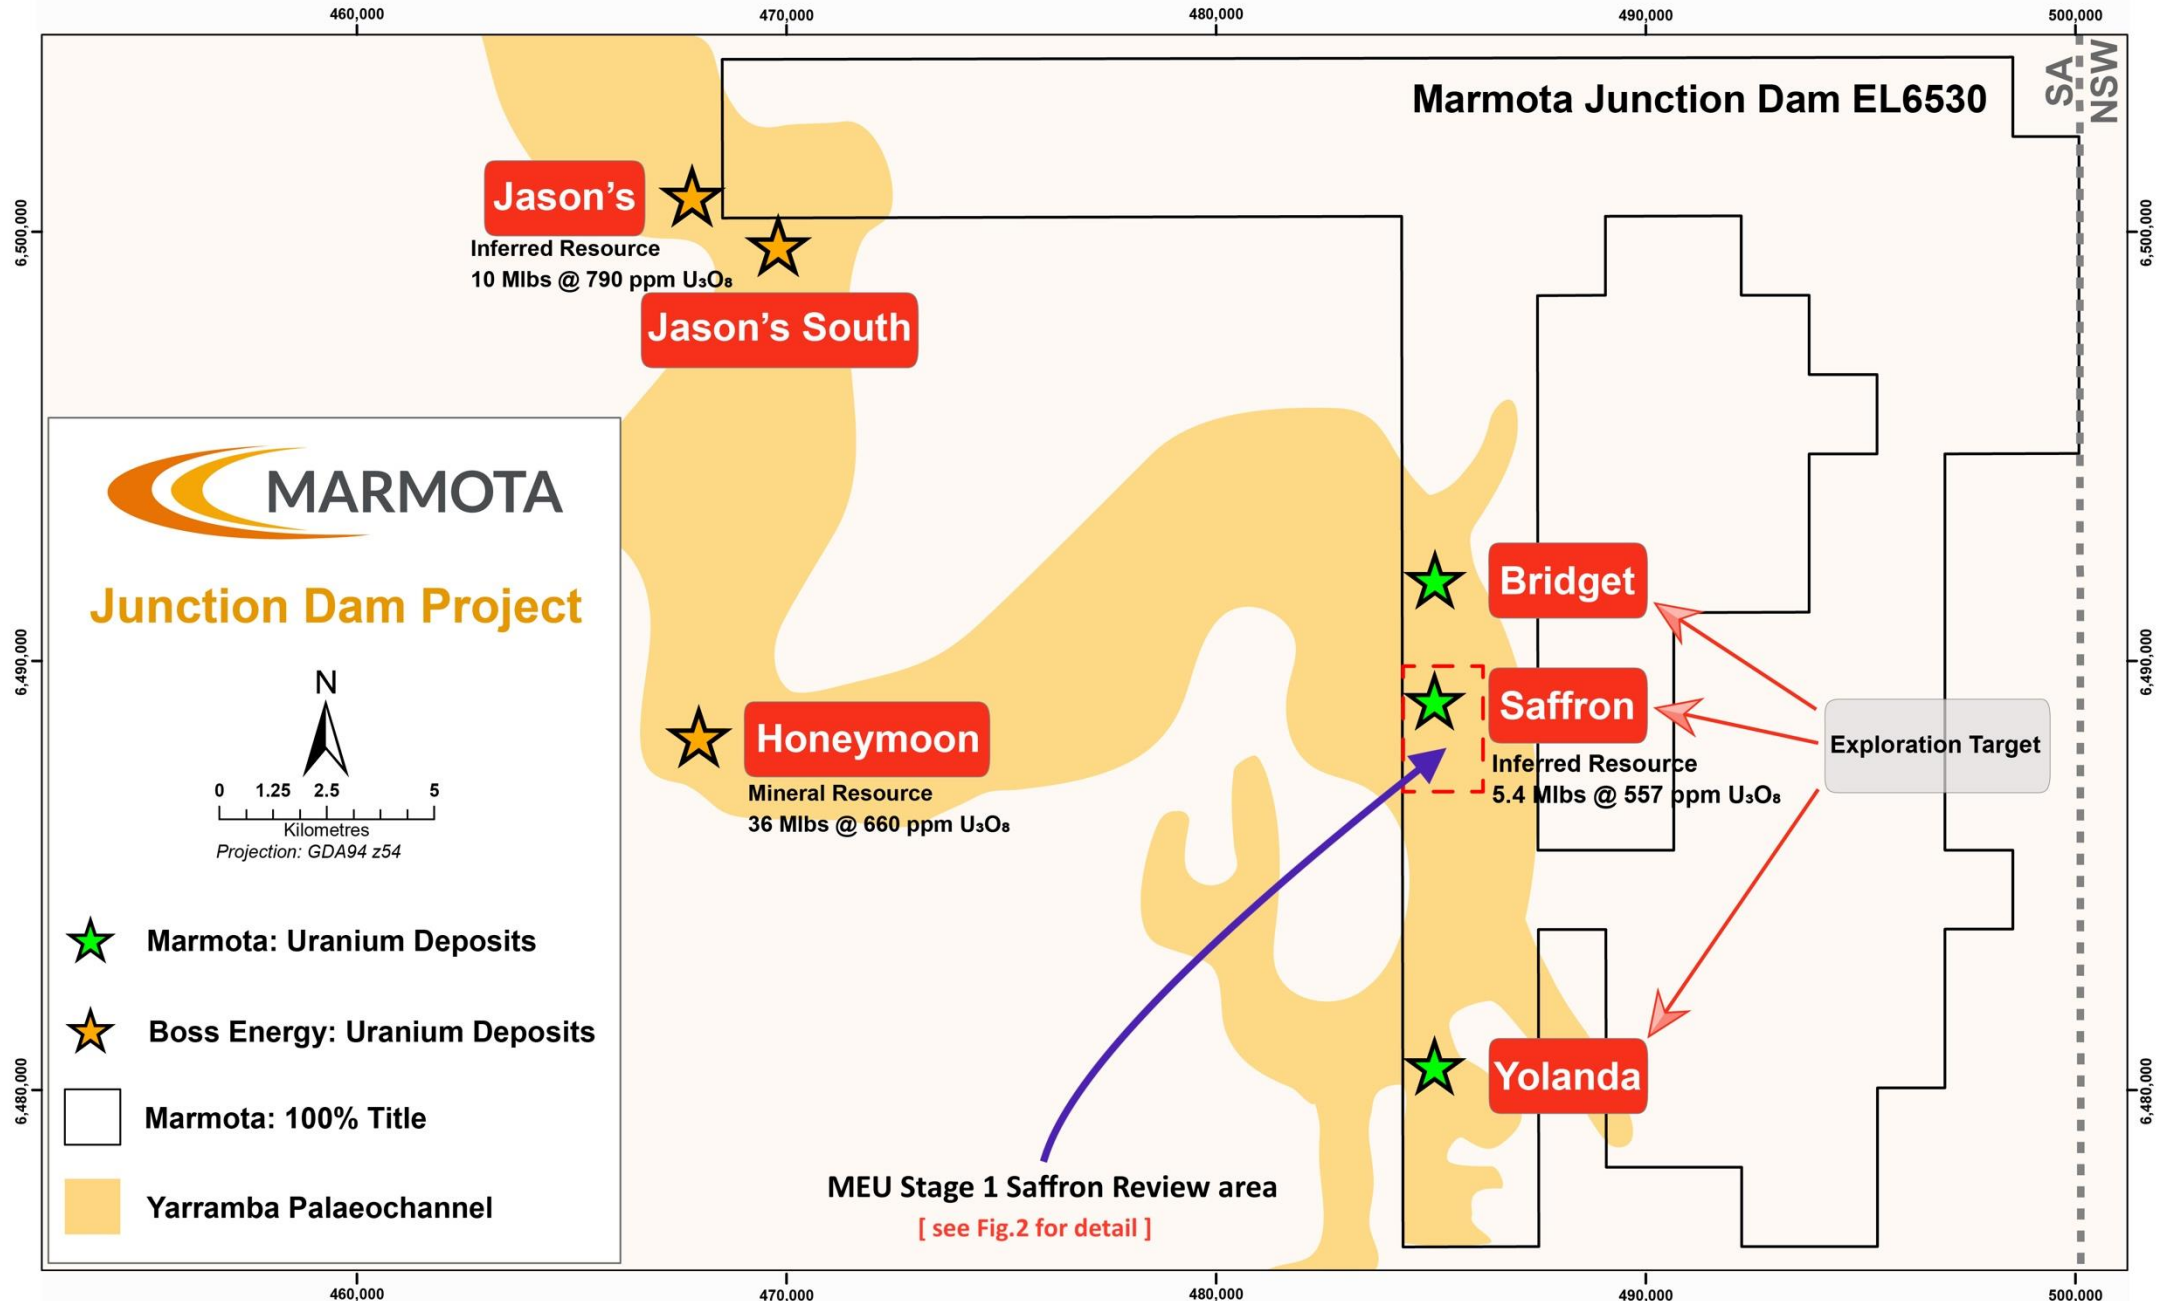 460,000
470,000
480,000
490,000
500,000
SA
NSW
Marmota Junction Dam EL6530
6,500,000
6,500,000
Jason’s
Inferred Resource
10 Mlbs @ 790 ppm U₃O₈
Jason’s South
MARMOTA
Junction Dam Project
N
0 1.25 2.5 5
Kilometres
Projection: GDA94 z54
Marmota: Uranium Deposits
Boss Energy: Uranium Deposits
Marmota: 100% Title
Yarramba Palaeochannel
6,490,000
6,490,000
Bridget
Saffron
Inferred Resource
5.4 Mlbs @ 557 ppm U₃O₈
Exploration Target
Honeymoon
Mineral Resource
36 Mlbs @ 660 ppm U₃O₈
Yolanda
6,480,000
6,480,000
MEU Stage 1 Saffron Review area
[ see Fig.2 for detail ]
460,000
470,000
480,000
490,000
500,000